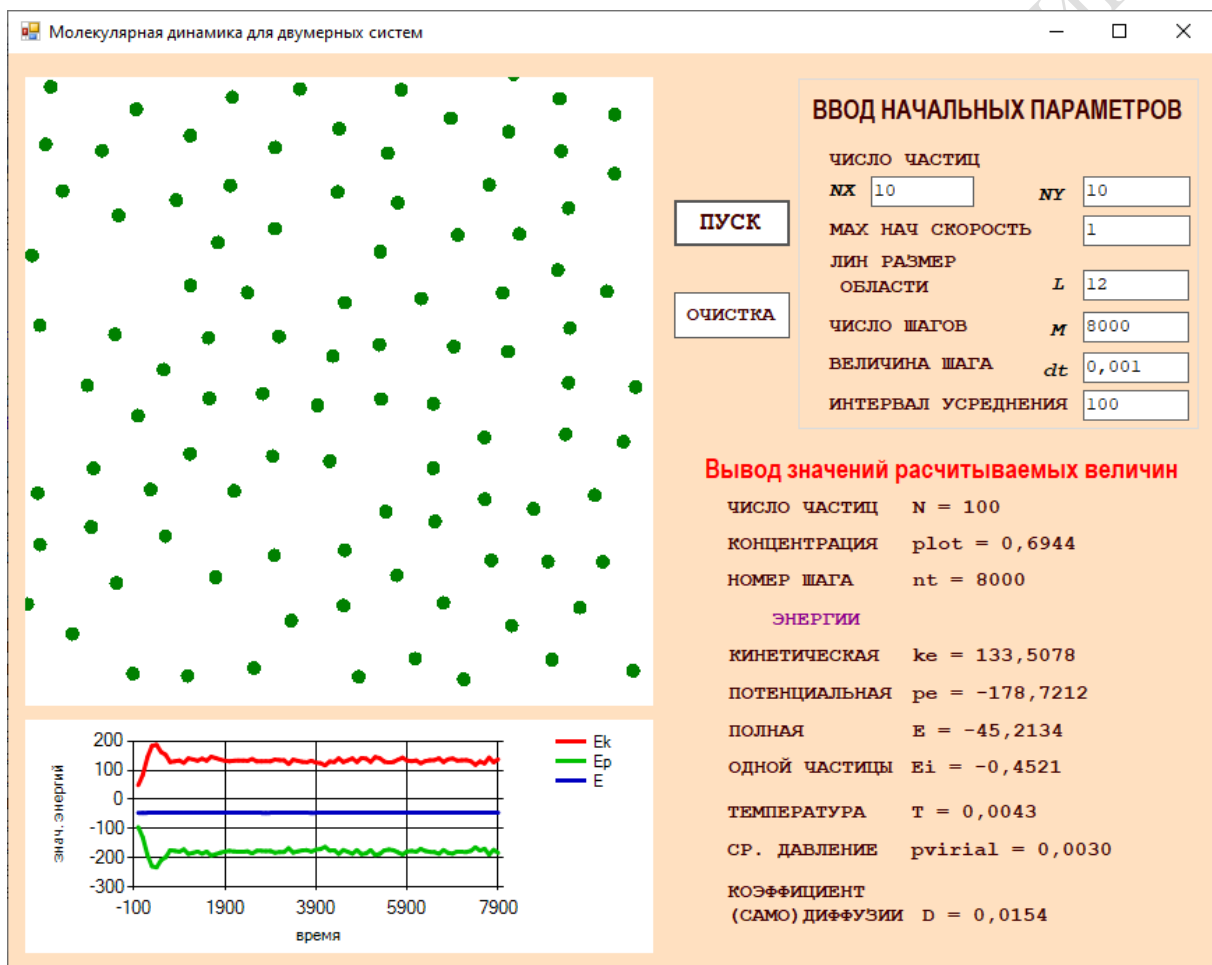 Молекулярная динамика для двумерных систем
ВВОД НАЧАЛЬНЫХ ПАРАМЕТРОВ
ЧИСЛО ЧАСТИЦ
NX 10 NY 10
ПУСК
МАХ НАЧ СКОРОСТЬ 1
ЛИН РАЗМЕР
ОБЛАСТИ L 12
ОЧИСТКА
ЧИСЛО ШАГОВ M 8000
ВЕЛИЧИНА ШАГА dt 0,001
ИНТЕРВАЛ УСРЕДНЕНИЯ 100
Вывод значений расчитываемых величин
ЧИСЛО ЧАСТИЦ N = 100
КОНЦЕНТРАЦИЯ plot = 0,6944
НОМЕР ШАГА nt = 8000
ЭНЕРГИИ
КИНЕТИЧЕСКАЯ ke = 133,5078
ПОТЕНЦИАЛЬНАЯ pe = -178,7212
ПОЛНАЯ E = -45,2134
ОДНОЙ ЧАСТИЦЫ Ei = -0,4521
ТЕМПЕРАТУРА T = 0,0043
СР. ДАВЛЕНИЕ pvirial = 0,0030
КОЭФФИЦИЕНТ
(САМО)ДИФФУЗИИ D = 0,0154
знач. энергий
200
100
0
-100
-200
-300
-100 1900 3900 5900 7900
время
Ek
Ep
E